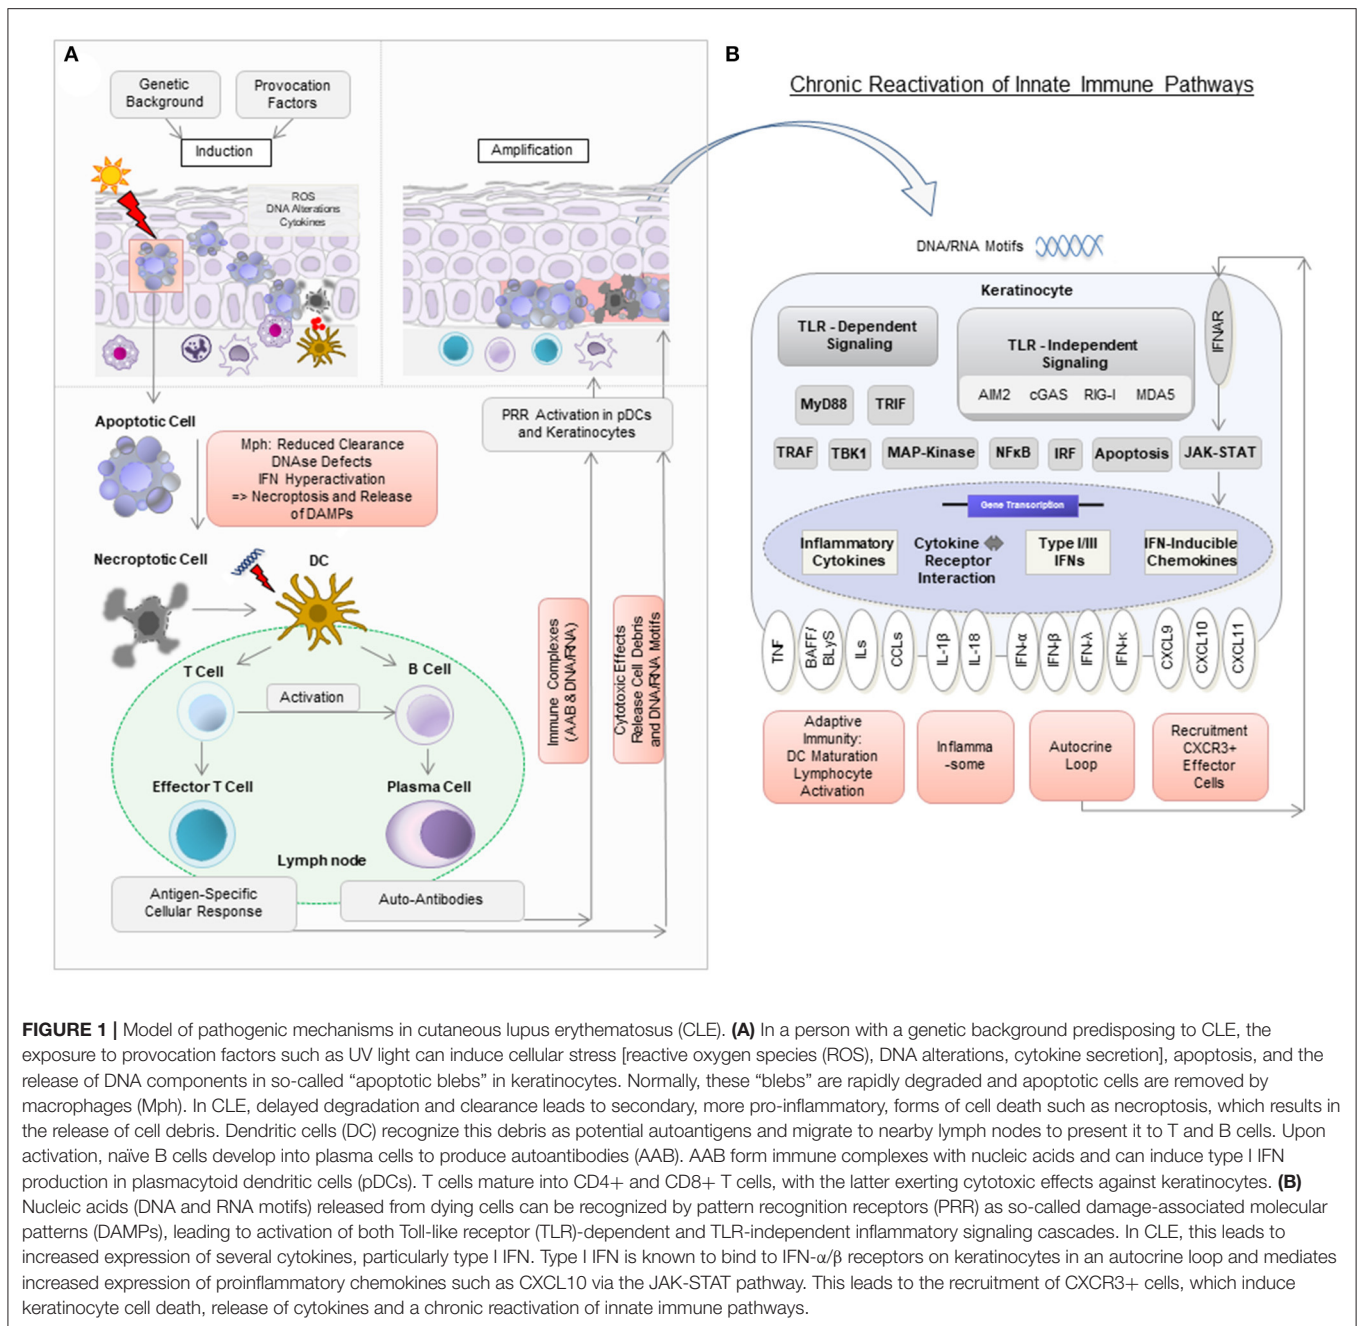 A
Genetic
Background
Provocation
Factors
Induction
ROS
DNA Alterations
Cytokines
Amplification
Apoptotic Cell
Mph: Reduced Clearance
DNAse Defects
IFN Hyperactivation
=> Necroptosis and Release
of DAMPs
PRR Activation in pDCs
and Keratinocytes
Necroptotic Cell
DC
T Cell
B Cell
Activation
Effector T Cell
Plasma Cell
Lymph node
Antigen-Specific
Cellular Response
Auto-Antibodies
Immune Complexes
(AAB & DNA/RNA)
Cytotoxic Effects
Release Cell Debris
and DNA/RNA Motifs
B
Chronic Reactivation of Innate Immune Pathways
DNA/RNA Motifs
Keratinocyte
IFNAR
TLR - Dependent
Signaling
TLR - Independent
Signaling
AIM2 cGAS RIG-I MDA5
MyD88 TRIF
TRAF TBK1 MAP-Kinase NFκB IRF Apoptosis JAK-STAT
Gene Transcription
Inflammatory
Cytokines
Cytokine
Receptor
Interaction
Type I/III
IFNs
IFN-Inducible
Chemokines
TNF
BAFF/
BLyS
ILs
CCLs
IL-1β
IL-18
IFN-α
IFN-β
IFN-λ
IFN-κ
CXCL9
CXCL10
CXCL11
Adaptive
Immunity:
DC Maturation
Lymphocyte
Activation
Inflamma
-some
Autocrine
Loop
Recruitment
CXCR3+
Effector
Cells
FIGURE 1 | Model of pathogenic mechanisms in cutaneous lupus erythematosus (CLE). (A) In a person with a genetic background predisposing to CLE, the
exposure to provocation factors such as UV light can induce cellular stress [reactive oxygen species (ROS), DNA alterations, cytokine secretion], apoptosis, and the
release of DNA components in so-called “apoptotic blebs” in keratinocytes. Normally, these “blebs” are rapidly degraded and apoptotic cells are removed by
macrophages (Mph). In CLE, delayed degradation and clearance leads to secondary, more pro-inflammatory, forms of cell death such as necroptosis, which results in
the release of cell debris. Dendritic cells (DC) recognize this debris as potential autoantigens and migrate to nearby lymph nodes to present it to T and B cells. Upon
activation, naïve B cells develop into plasma cells to produce autoantibodies (AAB). AAB form immune complexes with nucleic acids and can induce type I IFN
production in plasmacytoid dendritic cells (pDCs). T cells mature into CD4+ and CD8+ T cells, with the latter exerting cytotoxic effects against keratinocytes. (B)
Nucleic acids (DNA and RNA motifs) released from dying cells can be recognized by pattern recognition receptors (PRR) as so-called damage-associated molecular
patterns (DAMPs), leading to activation of both Toll-like receptor (TLR)-dependent and TLR-independent inflammatory signaling cascades. In CLE, this leads to
increased expression of several cytokines, particularly type I IFN. Type I IFN is known to bind to IFN-α/β receptors on keratinocytes in an autocrine loop and mediates
increased expression of proinflammatory chemokines such as CXCL10 via the JAK-STAT pathway. This leads to the recruitment of CXCR3+ cells, which induce
keratinocyte cell death, release of cytokines and a chronic reactivation of innate immune pathways.